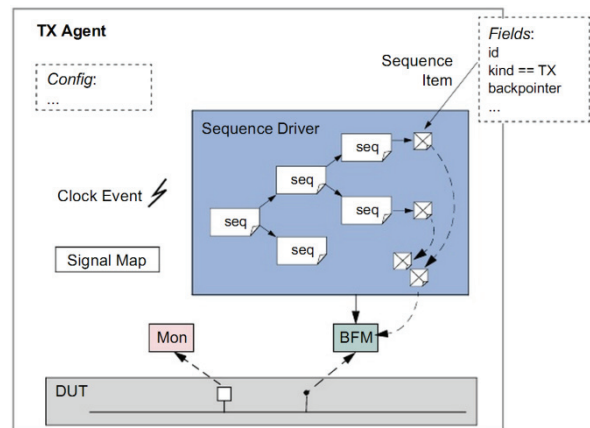 TX Agent
Config:
...
Fields:
id
kind == TX
backpointer
...
Sequence
Item
Sequence Driver
seq
seq
seq
seq
seq
Clock Event
Signal Map
Mon
BFM
DUT